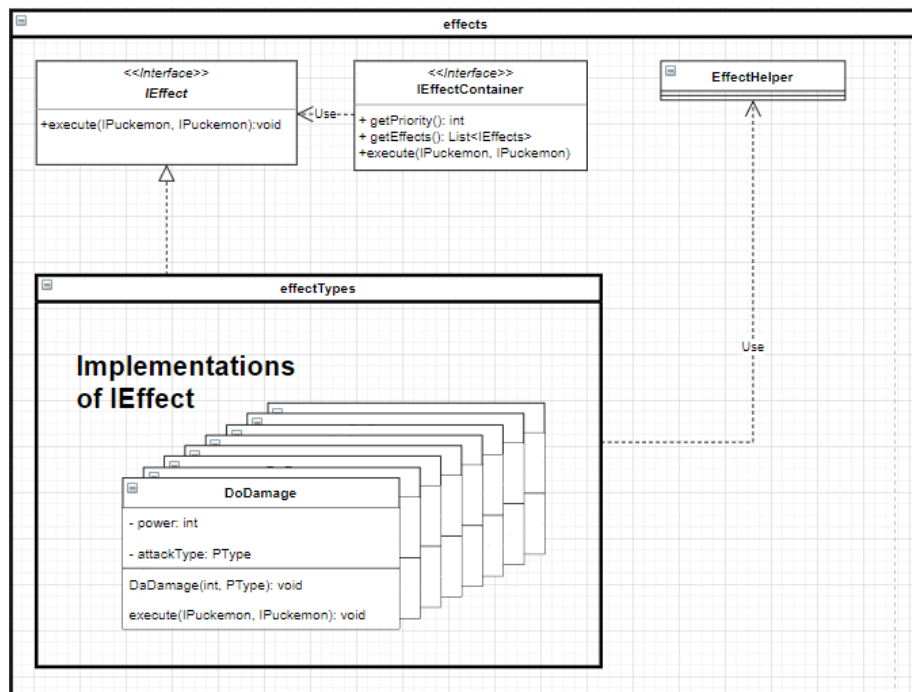 effects
<<Interface>>
IEffect
+execute(IPuckemon, IPuckemon):void
Use
<<Interface>>
IEffectContainer
+ getPriority(): int
+ getEffects(): List<IEffects>
+execute(IPuckemon, IPuckemon)
EffectHelper
Use
effectTypes
Implementations
of IEffect
DoDamage
- power: int
- attackType: PType
DaDamage(int, PType): void
execute(IPuckemon, IPuckemon): void